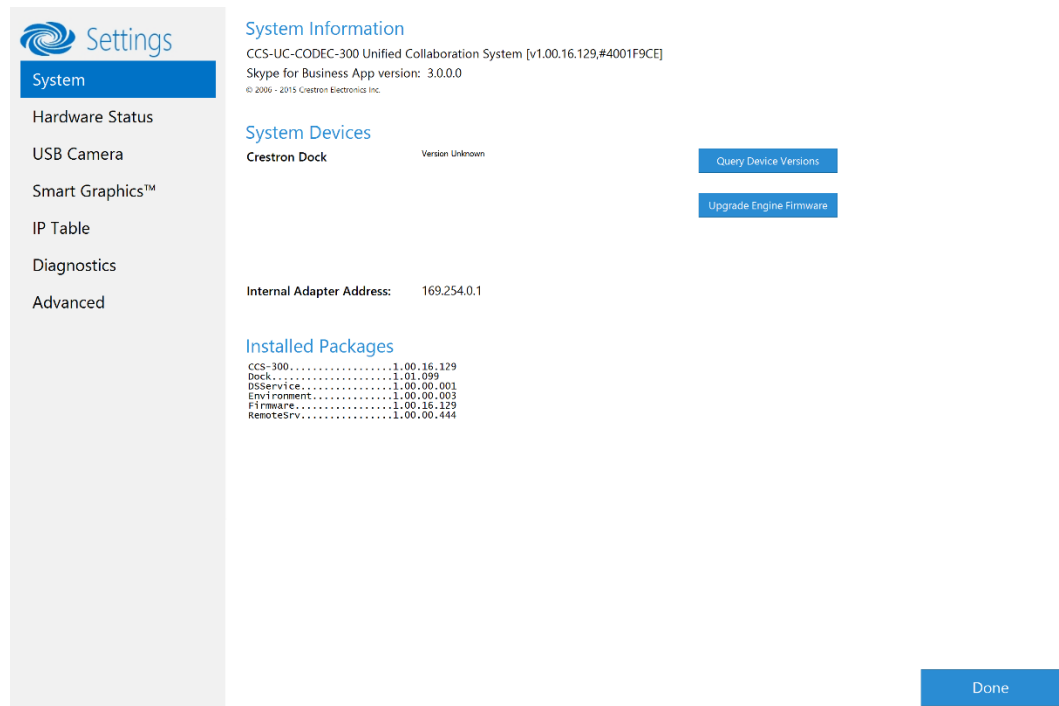 Settings
System
Hardware Status
USB Camera
Smart Graphics™
IP Table
Diagnostics
Advanced
System Information
CCS-UC-CODEC-300 Unified Collaboration System [v1.00.16.129,#4001F9CE]
Skype for Business App version: 3.0.0.0
© 2006 - 2015 Crestron Electronics Inc.
System Devices
Crestron Dock Version Unknown Query Device Versions
Upgrade Engine Firmware
Internal Adapter Address: 169.254.0.1
Installed Packages
CCS-300..................1.00.16.129
Dock.....................1.01.099
DSService................1.00.00.001
Environment..............1.00.00.003
Firmware.................1.00.16.129
RemoteSrv................1.00.00.444
Done